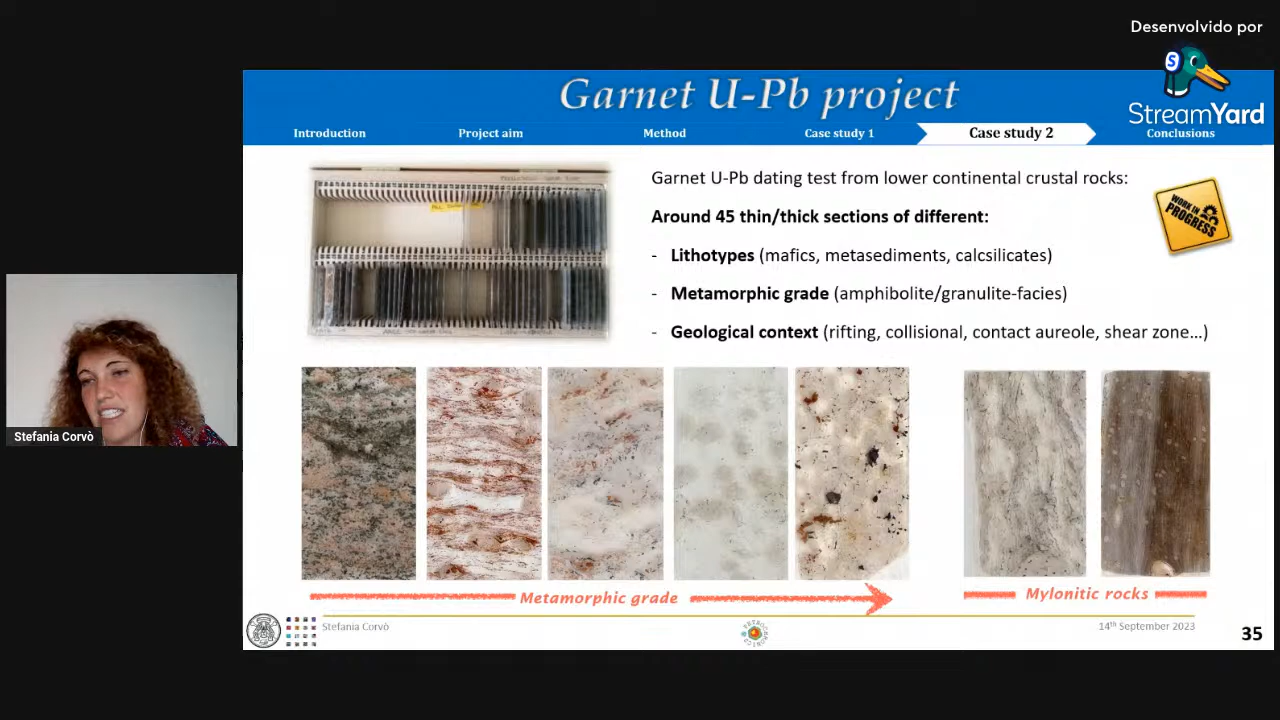 Desenvolvido por
S
StreamYard
Garnet U-Pb project
Introduction
Project aim
Method
Case study 1
Case study 2
Conclusions
Garnet U-Pb dating test from lower continental crustal rocks:
Around 45 thin/thick sections of different:
- Lithotypes (mafics, metasediments, calcsilicates)
- Metamorphic grade (amphibolite/granulite-facies)
- Geological context (rifting, collisional, contact aureole, shear zone...)
WORK IN
PROGRESS
Stefania Corvò
Metamorphic grade
Mylonitic rocks
Stefania Corvò
14th September 2023
35